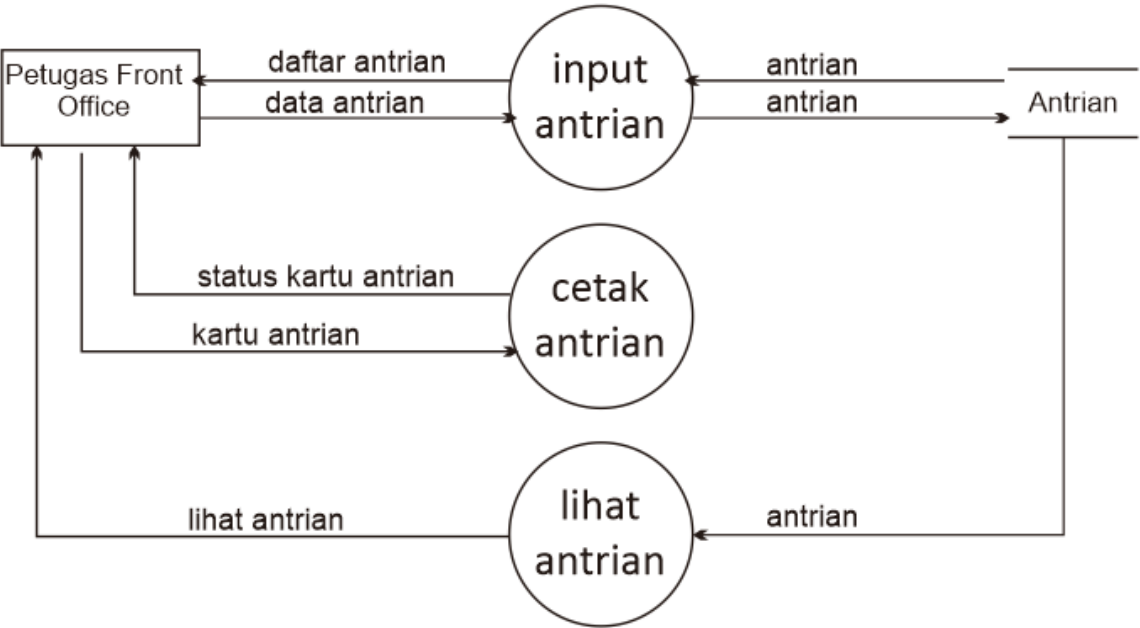 daftar antrian
input
antrian
antrian
Petugas Front
Office
data antrian
antrian
Antrian
status kartu antrian
cetak
antrian
kartu antrian
lihat antrian
lihat
antrian
antrian